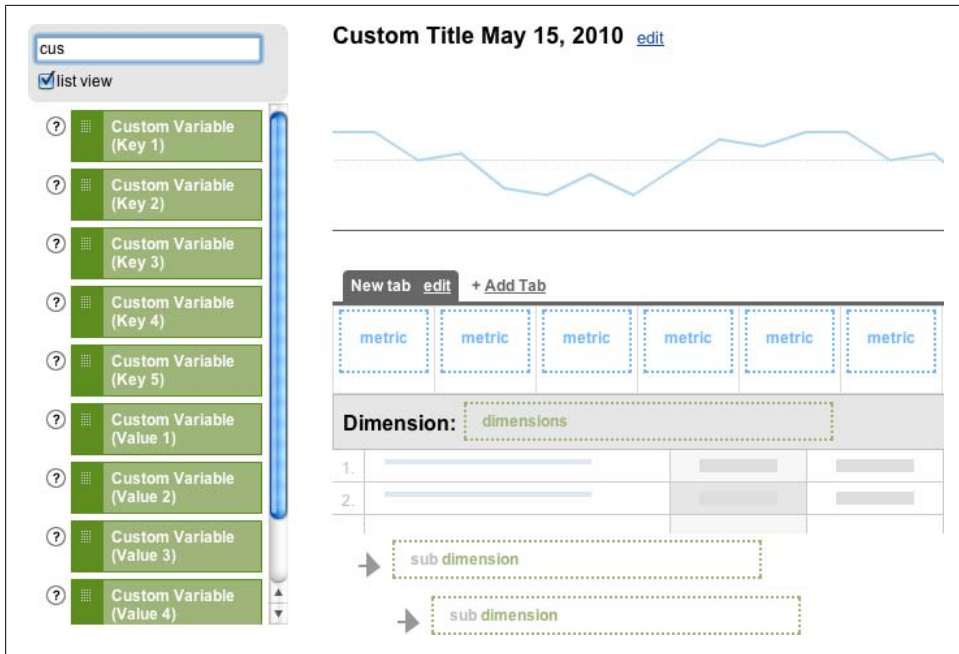 cus
list view
?
Custom Variable
(Key 1)
?
Custom Variable
(Key 2)
?
Custom Variable
(Key 3)
?
Custom Variable
(Key 4)
?
Custom Variable
(Key 5)
?
Custom Variable
(Value 1)
?
Custom Variable
(Value 2)
?
Custom Variable
(Value 3)
?
Custom Variable
(Value 4)
Custom Title May 15, 2010 edit
New tab edit + Add Tab
metric metric metric metric metric metric
Dimension: dimensions
1.
2.
sub dimension
sub dimension